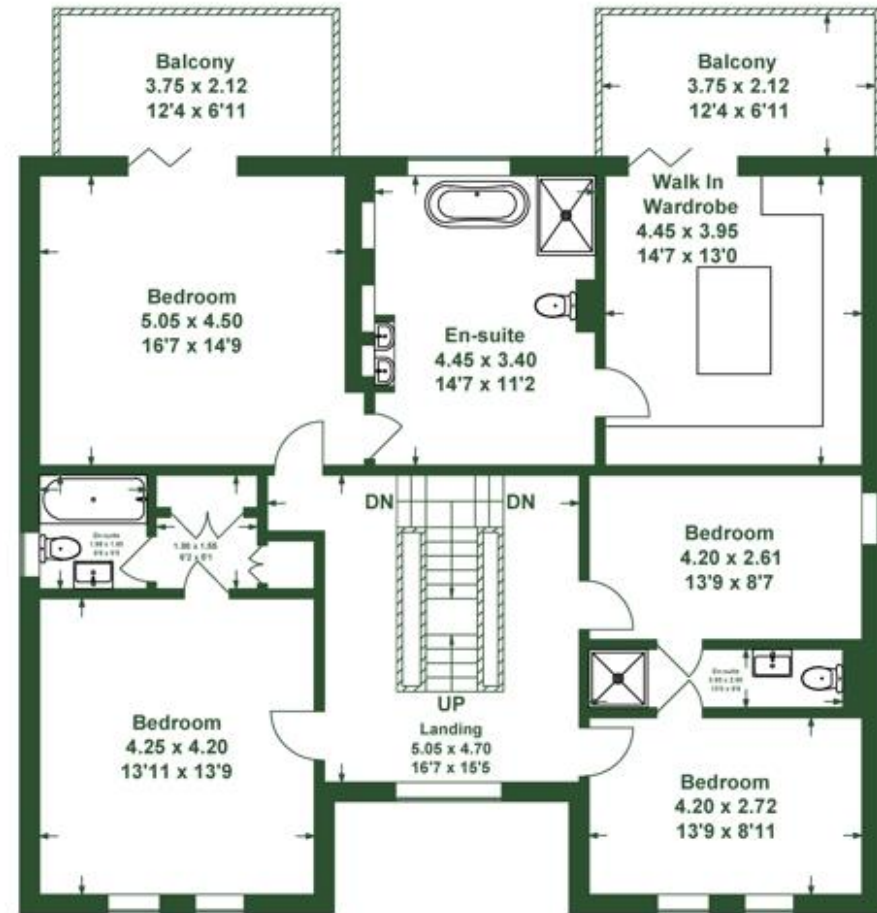 Balcony
3.75 x 2.12
12'4 x 6'11
Balcony
3.75 x 2.12
12'4 x 6'11
Bedroom
5.05 x 4.50
16'7 x 14'9
En-suite
4.45 x 3.40
14'7 x 11'2
Walk In
Wardrobe
4.45 x 3.95
14'7 x 13'0
DN
DN
En-suite
Bedroom
4.20 x 2.61
13'9 x 8'7
En-suite
UP
Landing
5.05 x 4.70
16'7 x 15'5
Bedroom
4.25 x 4.20
13'11 x 13'9
Bedroom
4.20 x 2.72
13'9 x 8'11